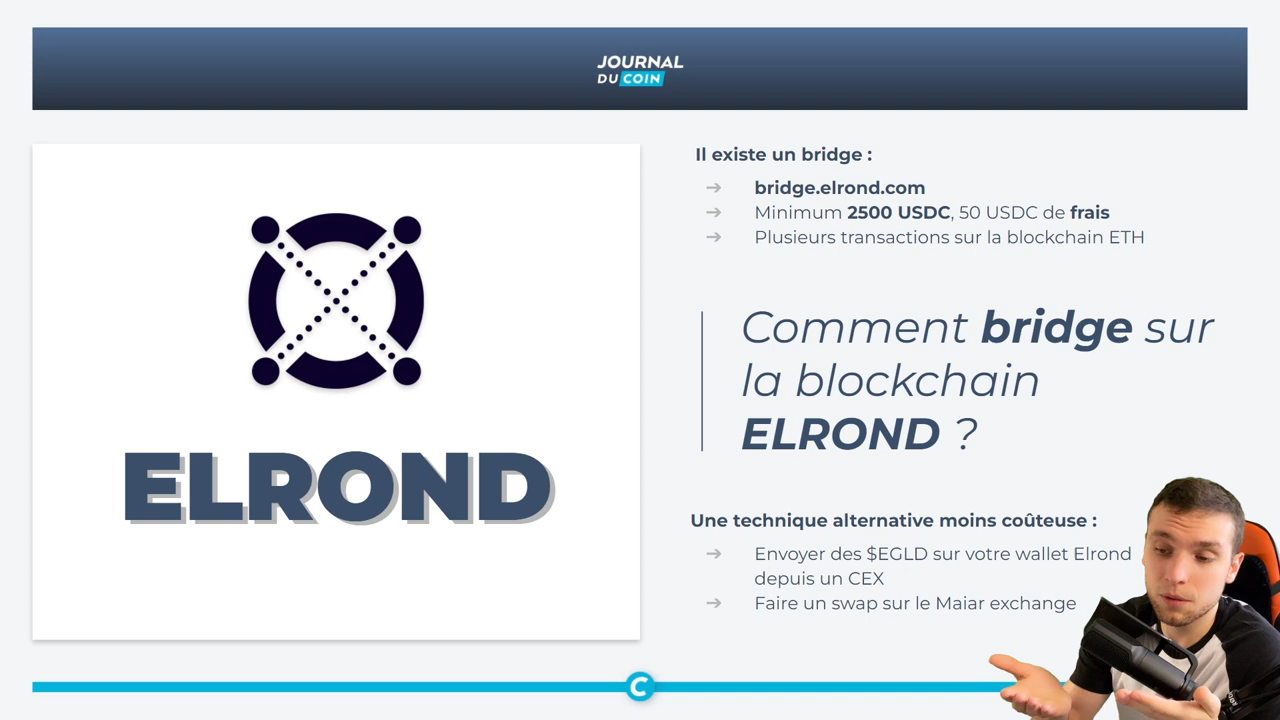 JOURNAL
DU COIN
ELROND
Il existe un bridge :
➔ bridge.elrond.com
➔ Minimum 2500 USDC, 50 USDC de frais
➔ Plusieurs transactions sur la blockchain ETH
Comment bridge sur
la blockchain
ELROND ?
Une technique alternative moins coûteuse :
➔ Envoyer des $EGLD sur votre wallet Elrond
depuis un CEX
➔ Faire un swap sur le Maiar exchange
C